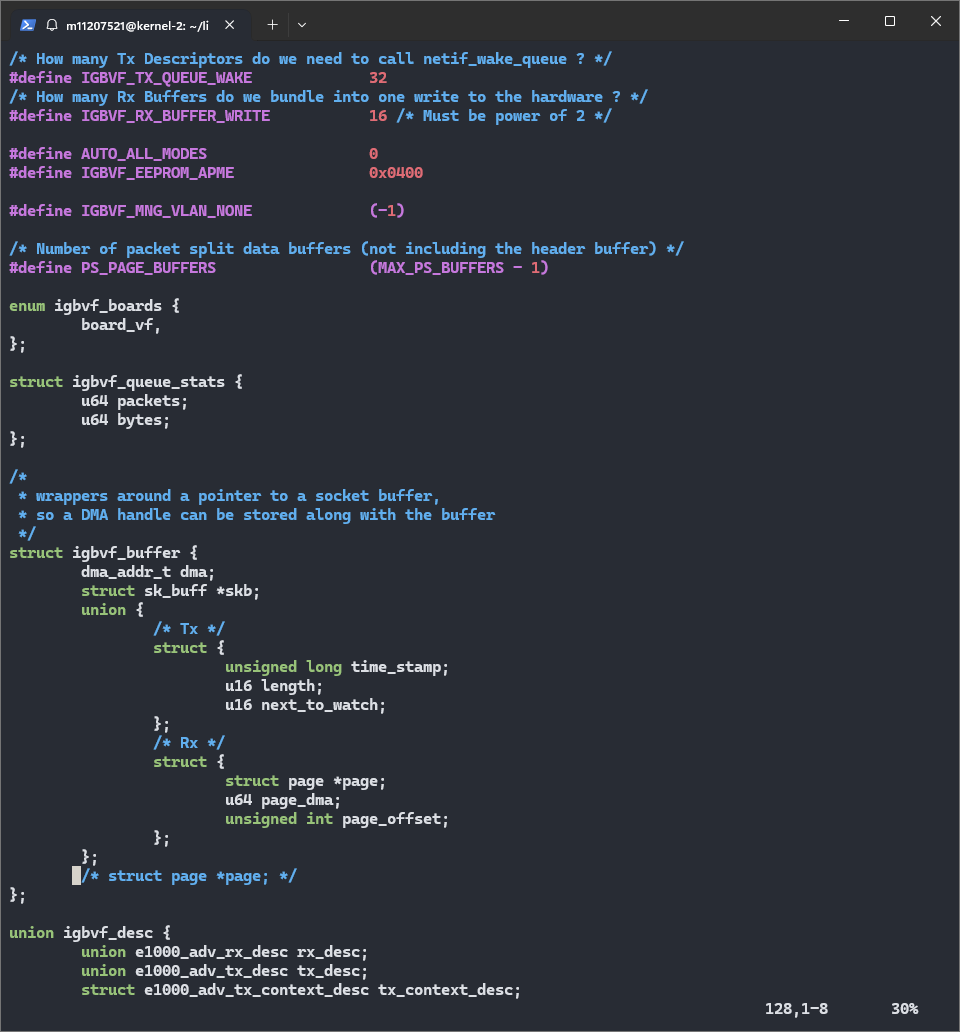 m11207521@kernel-2: ~/li
/* How many Tx Descriptors do we need to call netif_wake_queue ? */
#define IGBVF_TX_QUEUE_WAKE             32
/* How many Rx Buffers do we bundle into one write to the hardware ? */
#define IGBVF_RX_BUFFER_WRITE           16 /* Must be power of 2 */
#define AUTO_ALL_MODES                  0
#define IGBVF_EEPROM_APME               0x0400
#define IGBVF_MNG_VLAN_NONE             (-1)
/* Number of packet split data buffers (not including the header buffer) */
#define PS_PAGE_BUFFERS                 (MAX_PS_BUFFERS - 1)
enum igbvf_boards {
        board_vf,
};
struct igbvf_queue_stats {
        u64 packets;
        u64 bytes;
};
/*
 * wrappers around a pointer to a socket buffer,
 * so a DMA handle can be stored along with the buffer
 */
struct igbvf_buffer {
        dma_addr_t dma;
        struct sk_buff *skb;
        union {
                /* Tx */
                struct {
                        unsigned long time_stamp;
                        u16 length;
                        u16 next_to_watch;
                };
                /* Rx */
                struct {
                        struct page *page;
                        u64 page_dma;
                        unsigned int page_offset;
                };
        };
        /* struct page *page; */
};
union igbvf_desc {
        union e1000_adv_rx_desc rx_desc;
        union e1000_adv_tx_desc tx_desc;
        struct e1000_adv_tx_context_desc tx_context_desc;
128,1-8       30%